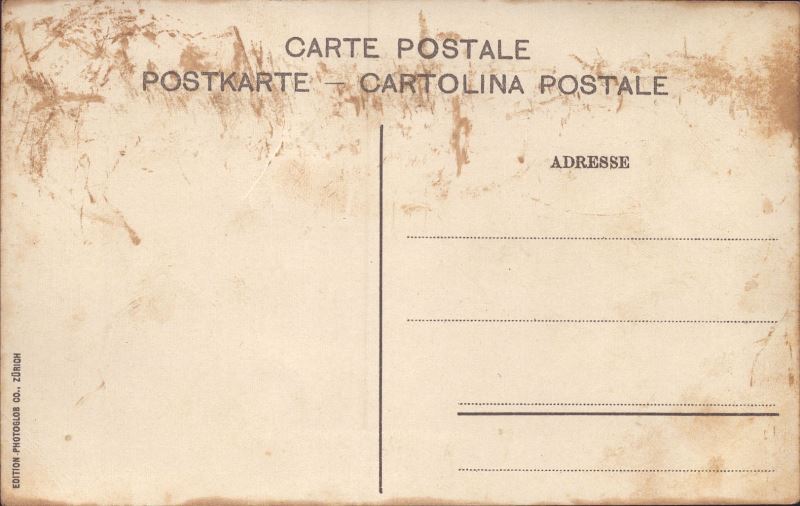 CARTE POSTALE
POSTKARTE — CARTOLINA POSTALE
ADRESSE
EDITION PHOTOGLOB CO., ZÜRICH